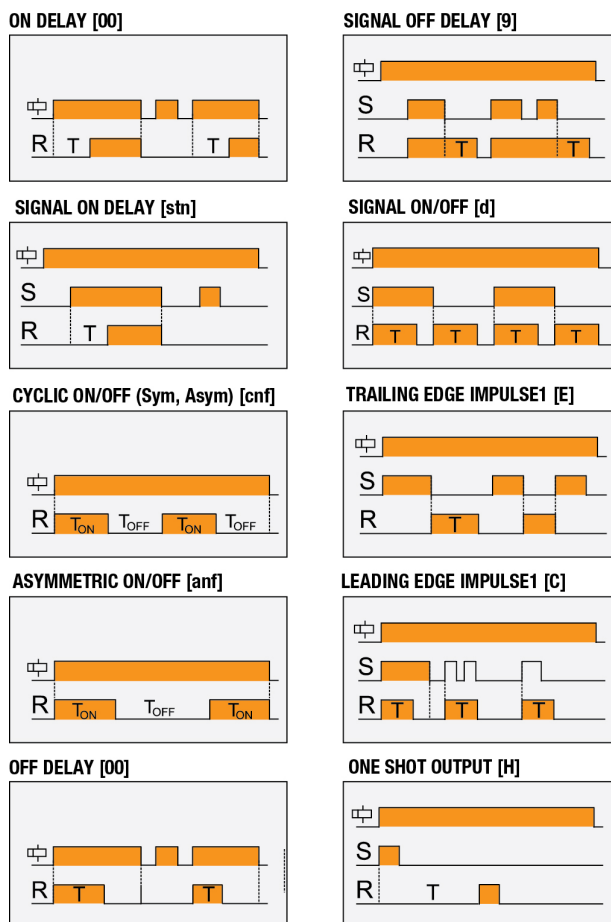 ON DELAY [00]
R T T
SIGNAL ON DELAY [stn]
S
R T
CYCLIC ON/OFF (Sym, Asym) [cnf]
R TON TOFF TON TOFF
ASYMMETRIC ON/OFF [anf]
R TON TOFF TON
OFF DELAY [00]
R T T
SIGNAL OFF DELAY [9]
S
R T T
SIGNAL ON/OFF [d]
S
R T T T T
TRAILING EDGE IMPULSE1 [E]
S
R T
LEADING EDGE IMPULSE1 [C]
S
R T T T
ONE SHOT OUTPUT [H]
S
R T